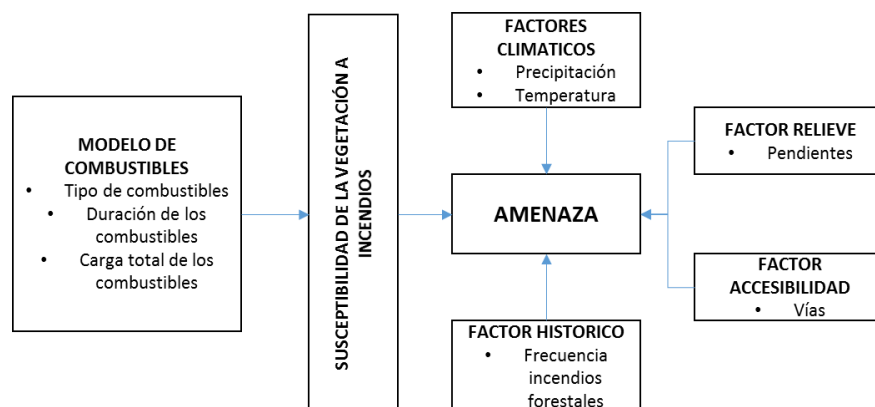 MODELO DE
COMBUSTIBLES
• Tipo de combustibles
• Duración de los
combustibles
• Carga total de los
combustibles
SUSCEPTIBILIDAD DE LA VEGETACIÓN A
INCENDIOS
FACTORES
CLIMATICOS
• Precipitación
• Temperatura
AMENAZA
FACTOR HISTORICO
• Frecuencia
incendios
forestales
FACTOR RELIEVE
• Pendientes
FACTOR
ACCESIBILIDAD
• Vías